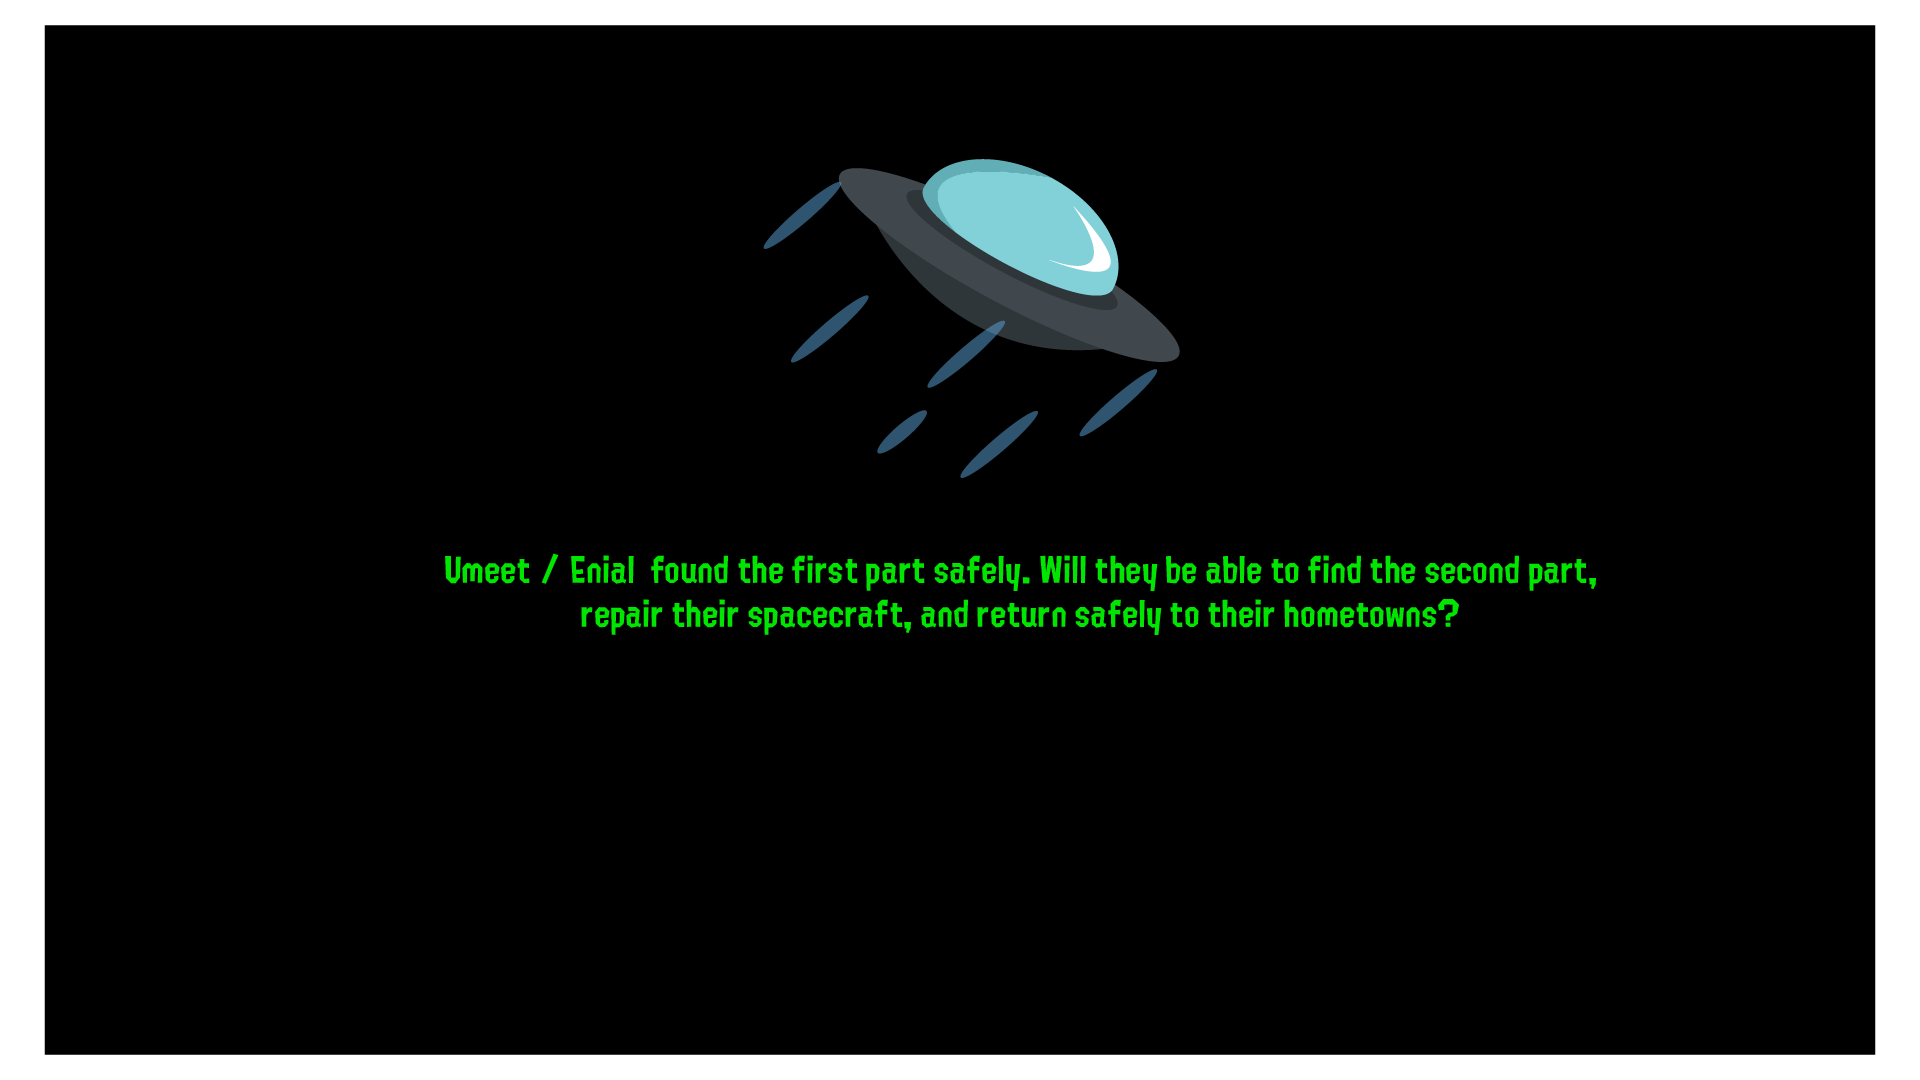 Umeet / Enial found the first part safely. Will they be able to find the second part,
repair their spacecraft, and return safely to their hometowns?